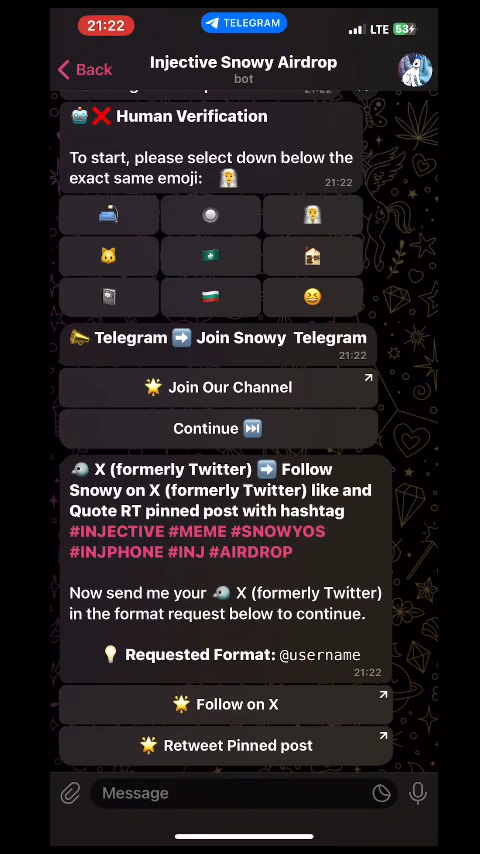 21:22
TELEGRAM
LTE
53
Back
Injective Snowy Airdrop
bot
21:22
Human Verification
To start, please select down below the
exact same emoji:
21:22
Telegram ➡️ Join Snowy Telegram
21:22
Join Our Channel
Continue ⏭️
X (formerly Twitter) ➡️ Follow
Snowy on X (formerly Twitter) like and
Quote RT pinned post with hashtag
#INJECTIVE #MEME #SNOWYOS
#INJPHONE #INJ #AIRDROP
Now send me your X (formerly Twitter)
in the format request below to continue.
Requested Format: @username
21:22
Follow on X
Retweet Pinned post
Message